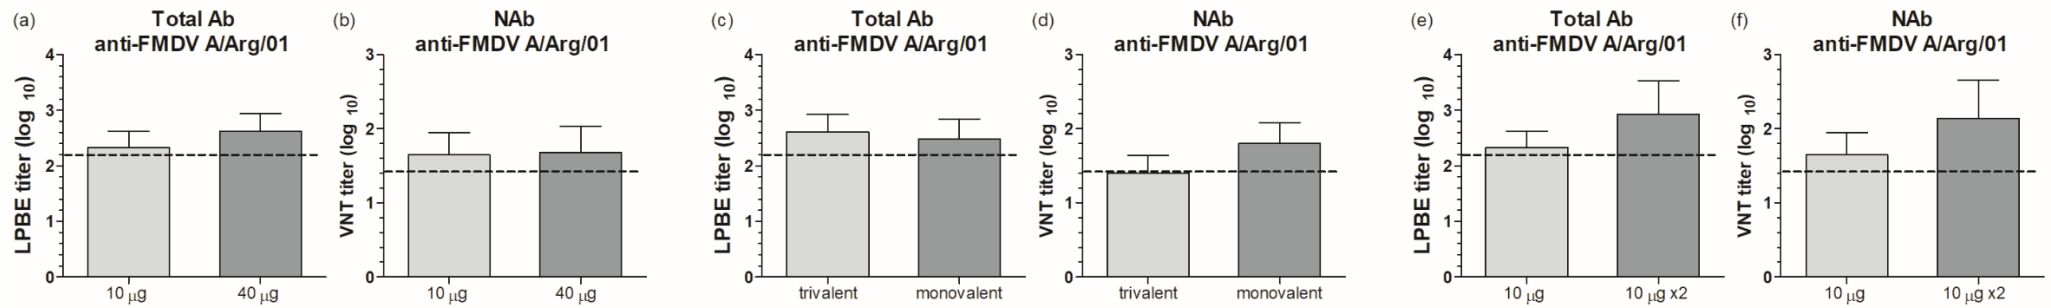 (a)
Total Ab
anti-FMDV A/Arg/01
LPBE titer (log 10)
4
3
2
1
0
10 µg
40 µg
(b)
NAb
anti-FMDV A/Arg/01
VNT titer (log 10)
3
2
1
0
10 µg
40 µg
(c)
Total Ab
anti-FMDV A/Arg/01
LPBE titer (log 10)
4
3
2
1
0
trivalent
monovalent
(d)
NAb
anti-FMDV A/Arg/01
VNT titer (log 10)
3
2
1
0
trivalent
monovalent
(e)
Total Ab
anti-FMDV A/Arg/01
LPBE titer (log 10)
4
3
2
1
0
10 µg
10 µg x2
(f)
NAb
anti-FMDV A/Arg/01
VNT titer (log 10)
3
2
1
0
10 µg
10 µg x2